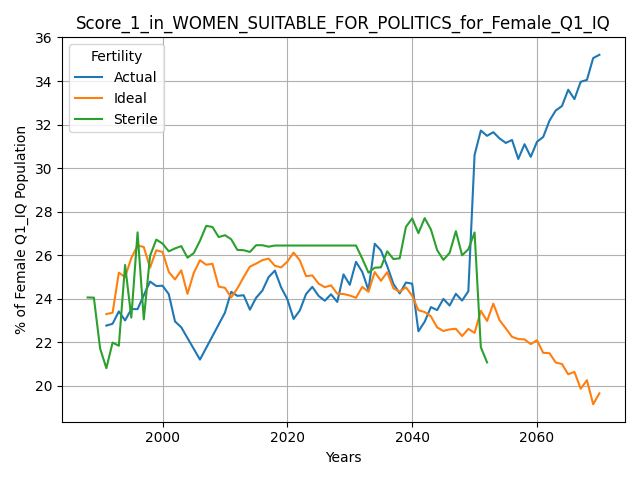 Score_1_in_WOMEN_SUITABLE_FOR_POLITICS_for_Female_Q1_IQ
Fertility
Actual
Ideal
Sterile
% of Female Q1_IQ Population
36
34
32
30
28
26
24
22
20
2000
2020
2040
2060
Years